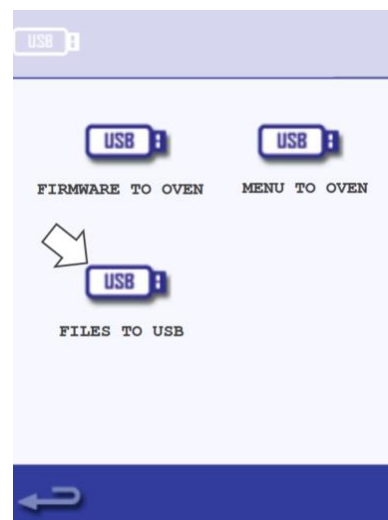 USB
USB USB
FIRMWARE TO OVEN MENU TO OVEN
USB
FILES TO USB